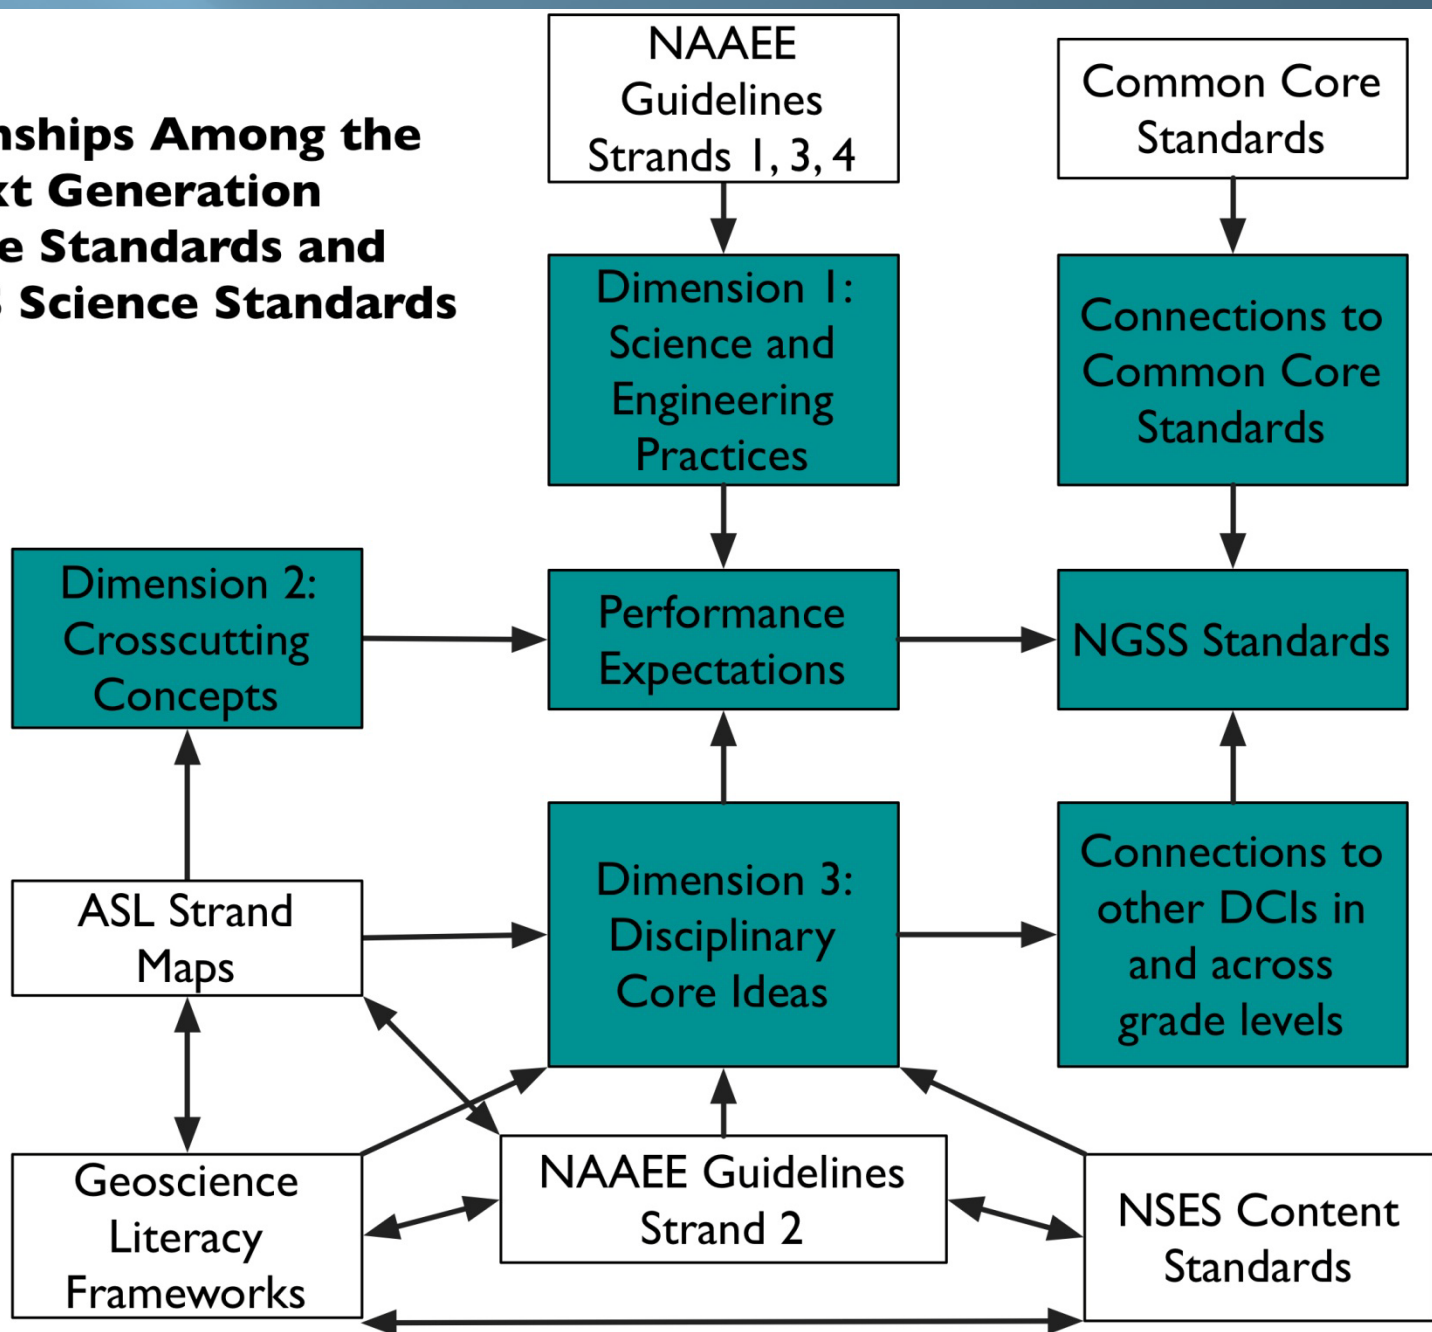 nships Among the
xt Generation
e Standards and
s Science Standards
NAAEE
Guidelines
Strands 1, 3, 4
Common Core
Standards
Dimension 1:
Science and
Engineering
Practices
Connections to
Common Core
Standards
Dimension 2:
Crosscutting
Concepts
Performance
Expectations
NGSS Standards
ASL Strand
Maps
Dimension 3:
Disciplinary
Core Ideas
Connections to
other DCIs in
and across
grade levels
Geoscience
Literacy
Frameworks
NAAEE Guidelines
Strand 2
NSES Content
Standards